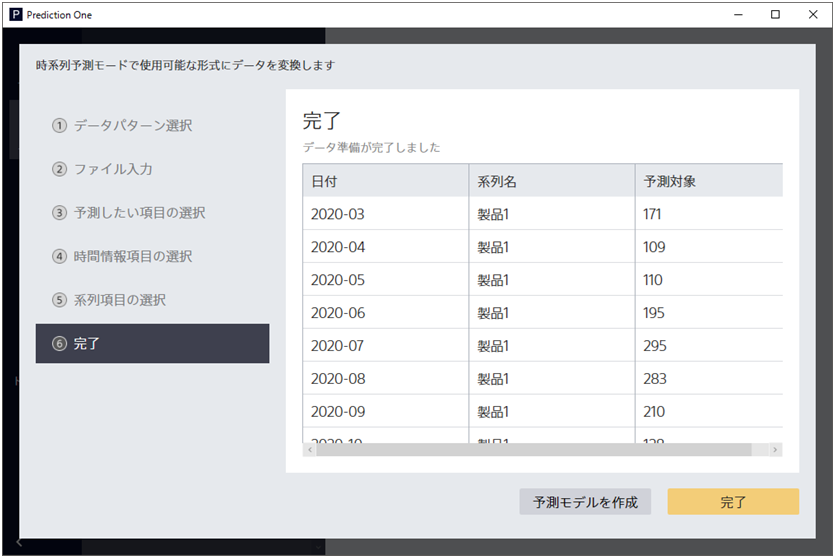 P Prediction One
時系列予測モードで使用可能な形式にデータを変換します
① データパターン選択
② ファイル入力
③ 予測したい項目の選択
④ 時間情報項目の選択
⑤ 系列項目の選択
⑥ 完了
完了
データ準備が完了しました
日付 系列名 予測対象
2020-03 製品1 171
2020-04 製品1 109
2020-05 製品1 110
2020-06 製品1 195
2020-07 製品1 295
2020-08 製品1 283
2020-09 製品1 210
2020-10 製品1
予測モデルを作成 完了